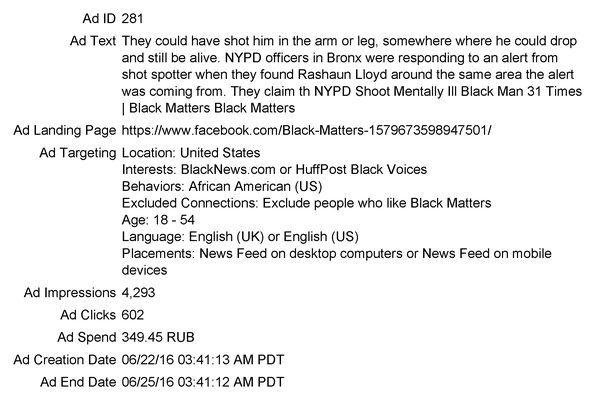 Ad ID 281
Ad Text They could have shot him in the arm or leg, somewhere where he could drop
and still be alive. NYPD officers in Bronx were responding to an alert from
shot spotter when they found Rashaun Lloyd around the same area the alert
was coming from. They claim th NYPD Shoot Mentally Ill Black Man 31 Times
| Black Matters Black Matters
Ad Landing Page https://www.facebook.com/Black-Matters-1579673598947501/
Ad Targeting Location: United States
Interests: BlackNews.com or HuffPost Black Voices
Behaviors: African American (US)
Excluded Connections: Exclude people who like Black Matters
Age: 18 - 54
Language: English (UK) or English (US)
Placements: News Feed on desktop computers or News Feed on mobile
devices
Ad Impressions 4,293
Ad Clicks 602
Ad Spend 349.45 RUB
Ad Creation Date 06/22/16 03:41:13 AM PDT
Ad End Date 06/25/16 03:41:12 AM PDT